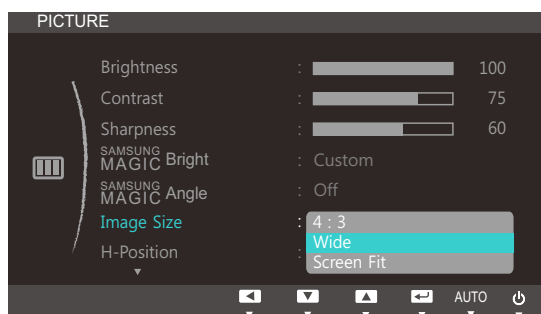 PICTURE
Brightness : 100
Contrast : 75
Sharpness : 60
SAMSUNG MAGIC Bright : Custom
SAMSUNG MAGIC Angle : Off
Image Size : 4 : 3
Wide
H-Position :
Screen Fit
AUTO